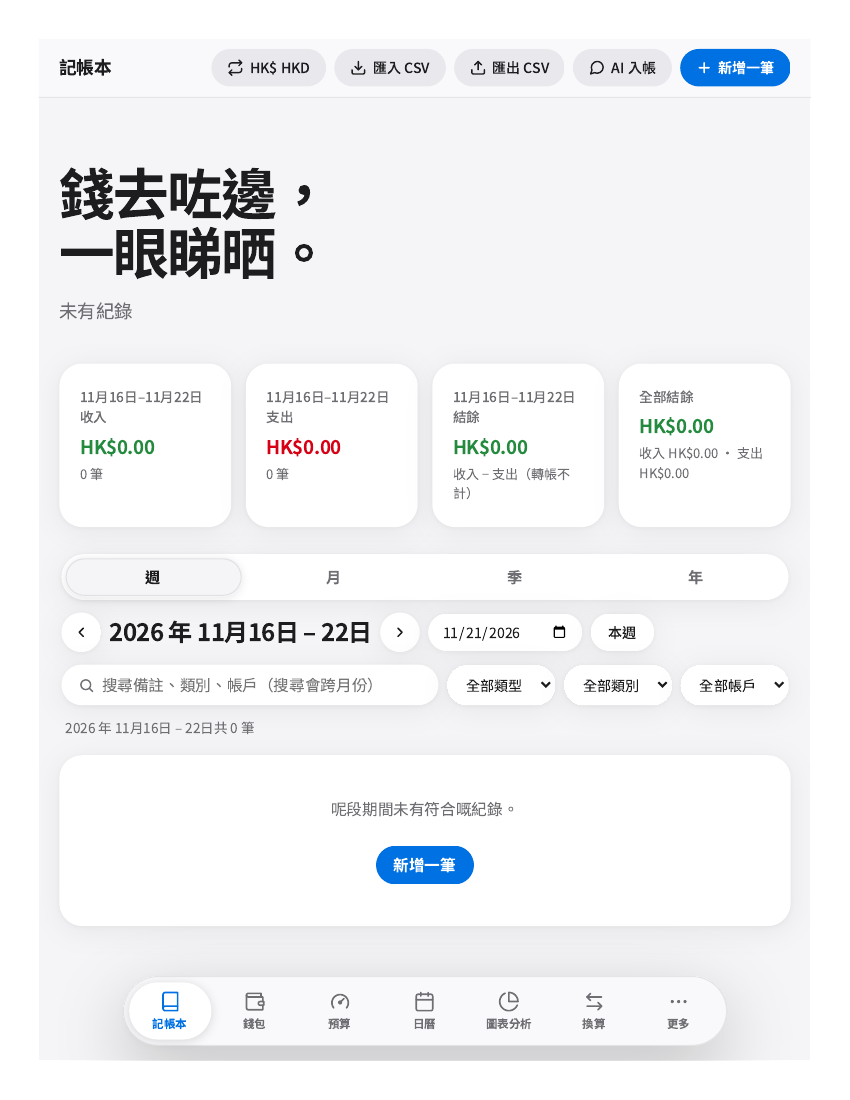 記帳本
HK$ HKD
匯入 CSV
匯出 CSV
AI 入帳
新增一筆
錢去咗邊，
一眼睇晒。
未有紀錄
11月16日–11月22日
收入
HK$0.00
0 筆
11月16日–11月22日
支出
HK$0.00
0 筆
11月16日–11月22日
結餘
HK$0.00
收入 − 支出（轉帳不
計）
全部結餘
HK$0.00
收入 HK$0.00 · 支出
HK$0.00
週
月
季
年
2026 年 11月16日 – 22日
11/21/2026
本週
搜尋備註、類別、帳戶（搜尋會跨月份）
全部類型
全部類別
全部帳戶
2026 年 11月16日 – 22日共 0 筆
呢段期間未有符合嘅紀錄。
新增一筆
記帳本
錢包
預算
日曆
圖表分析
換算
更多